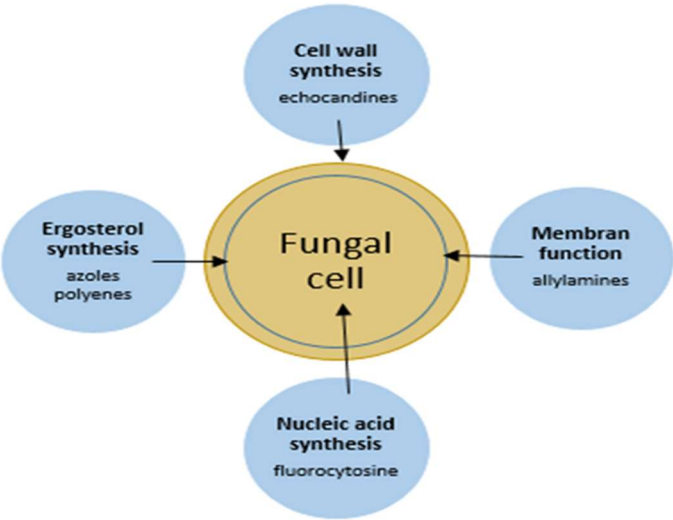 Cell wall
synthesis
echocandines
Ergosterol
synthesis
azoles
polyenes
Fungal
cell
Membran
function
allylamines
Nucleic acid
synthesis
fluorocytosine